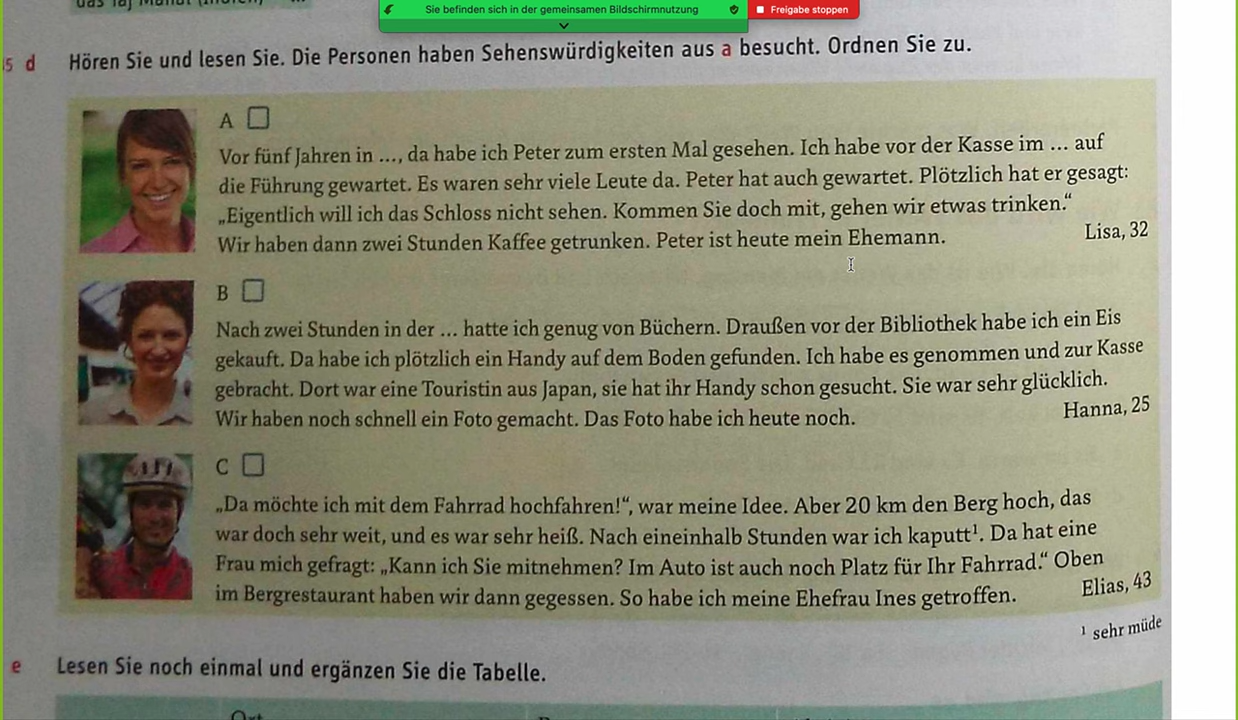 das Taj Mahal (Indien)
Sie befinden sich in der gemeinsamen Bildschirmnutzung
Freigabe stoppen
d Hören Sie und lesen Sie. Die Personen haben Sehenswürdigkeiten aus a besucht. Ordnen Sie zu.
A
Vor fünf Jahren in ..., da habe ich Peter zum ersten Mal gesehen. Ich habe vor der Kasse im ... auf
die Führung gewartet. Es waren sehr viele Leute da. Peter hat auch gewartet. Plötzlich hat er gesagt:
„Eigentlich will ich das Schloss nicht sehen. Kommen Sie doch mit, gehen wir etwas trinken.“
Wir haben dann zwei Stunden Kaffee getrunken. Peter ist heute mein Ehemann.
Lisa, 32
B
Nach zwei Stunden in der ... hatte ich genug von Büchern. Draußen vor der Bibliothek habe ich ein Eis
gekauft. Da habe ich plötzlich ein Handy auf dem Boden gefunden. Ich habe es genommen und zur Kasse
gebracht. Dort war eine Touristin aus Japan, sie hat ihr Handy schon gesucht. Sie war sehr glücklich.
Wir haben noch schnell ein Foto gemacht. Das Foto habe ich heute noch.
Hanna, 25
C
„Da möchte ich mit dem Fahrrad hochfahren!“, war meine Idee. Aber 20 km den Berg hoch, das
war doch sehr weit, und es war sehr heiß. Nach eineinhalb Stunden war ich kaputt¹. Da hat eine
Frau mich gefragt: „Kann ich Sie mitnehmen? Im Auto ist auch noch Platz für Ihr Fahrrad.“ Oben
im Bergrestaurant haben wir dann gegessen. So habe ich meine Ehefrau Ines getroffen.
Elias, 43
¹ sehr müde
e Lesen Sie noch einmal und ergänzen Sie die Tabelle.
Ort